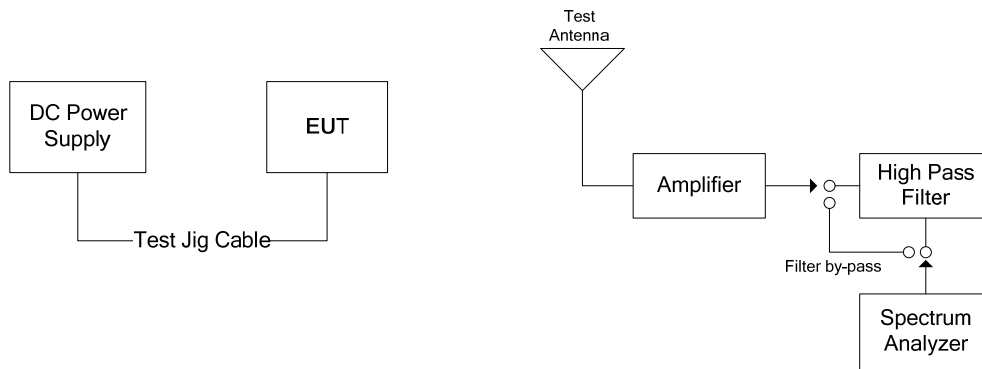 Test
Antenna
DC Power
Supply
EUT
Test Jig Cable
Amplifier
High Pass
Filter
Filter by-pass
Spectrum
Analyzer